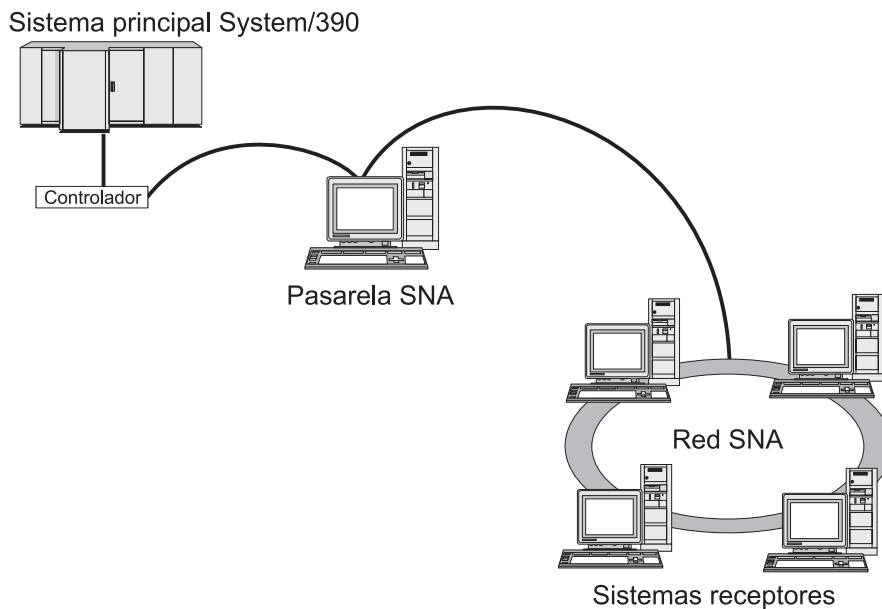 Sistema principal System/390
Controlador
Pasarela SNA
Red SNA
Sistemas receptores